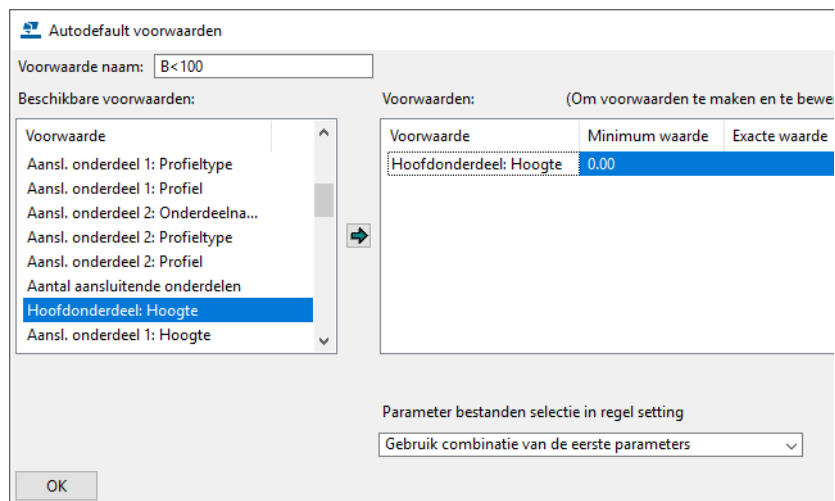 Autodefault voorwaarden
Voorwaarde naam: B<100
Beschikbare voorwaarden:
Voorwaarde
Aansl. onderdeel 1: Profieltype
Aansl. onderdeel 1: Profiel
Aansl. onderdeel 2: Onderdeelna...
Aansl. onderdeel 2: Profieltype
Aansl. onderdeel 2: Profiel
Aantal aansluitende onderdelen
Hoofdonderdeel: Hoogte
Aansl. onderdeel 1: Hoogte
Voorwaarden: (Om voorwaarden te maken en te bewer
Voorwaarde Minimum waarde Exacte waarde
Hoofdonderdeel: Hoogte 0.00
Parameter bestanden selectie in regel setting
Gebruik combinatie van de eerste parameters
OK